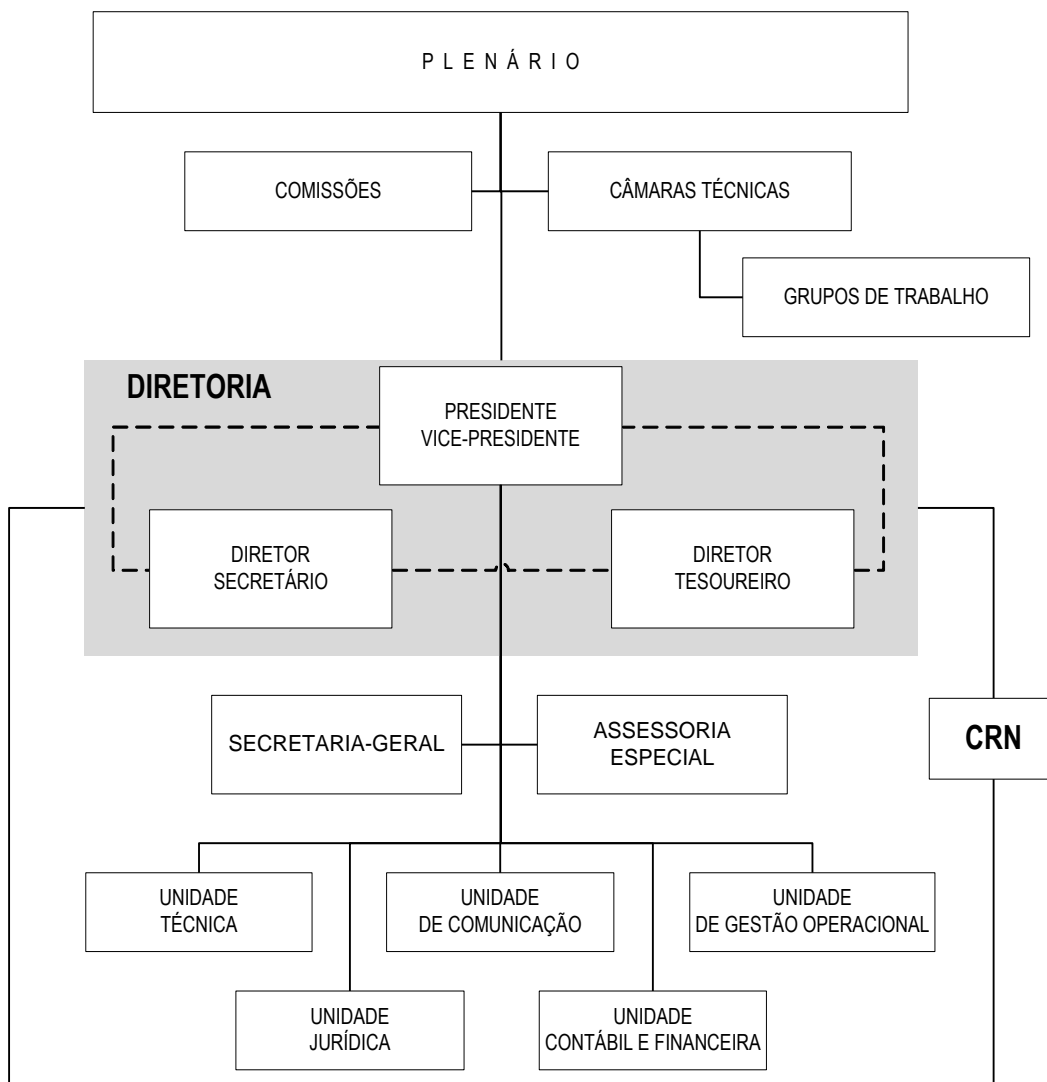 PLENÁRIO
COMISSÕES
CÂMARAS TÉCNICAS
GRUPOS DE TRABALHO
DIRETORIA
PRESIDENTE
VICE-PRESIDENTE
DIRETOR
SECRETÁRIO
DIRETOR
TESOUREIRO
SECRETARIA-GERAL
ASSESSORIA
ESPECIAL
CRN
UNIDADE
TÉCNICA
UNIDADE
DE COMUNICAÇÃO
UNIDADE
DE GESTÃO OPERACIONAL
UNIDADE
JURÍDICA
UNIDADE
CONTÁBIL E FINANCEIRA